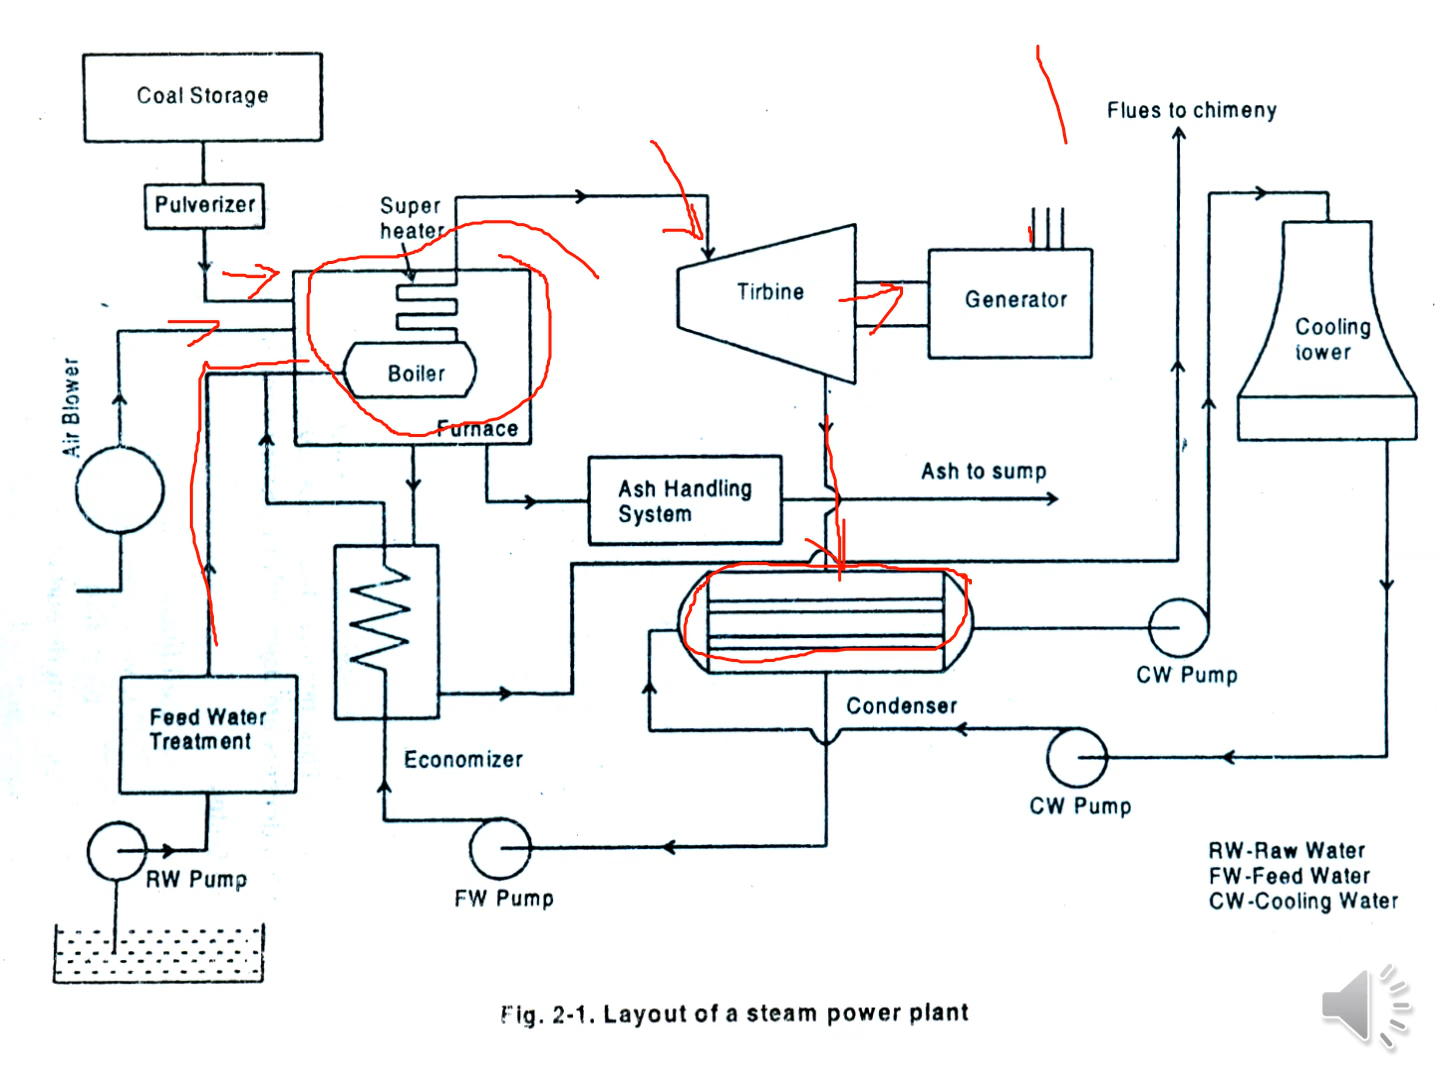 Coal Storage
Flues to chimeny
Pulverizer
Super
heater
Tirbine
Generator
Cooling
tower
Boiler
Air Blower
Furnace
Ash Handling
System
Ash to sump
CW Pump
Feed Water
Treatment
Condenser
Economizer
CW Pump
RW Pump
FW Pump
RW-Raw Water
FW-Feed Water
CW-Cooling Water
Fig. 2-1. Layout of a steam power plant